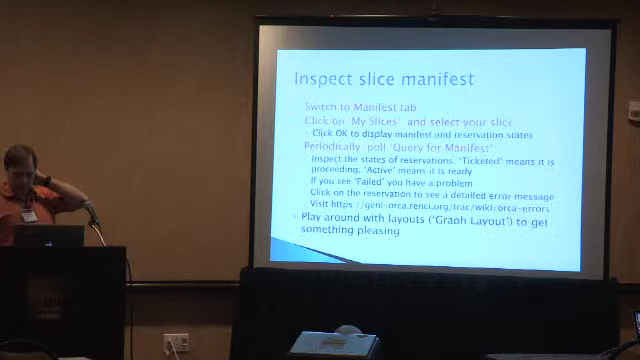 Inspect slice manifest
Switch to Manifest tab
Click on 'My Slices' and select your slice
Click OK to display manifest and reservation states
Periodically poll 'Query for Manifest'
Inspect the states of reservations. 'Ticketed' means it is
proceeding, 'Active' means it is ready
If you see 'Failed' you have a problem
Click on the reservation to see a detailed error message
Visit https://geni-orca.renci.org/trac/wiki/orca-errors
Play around with layouts ('Graph Layout') to get
something pleasing